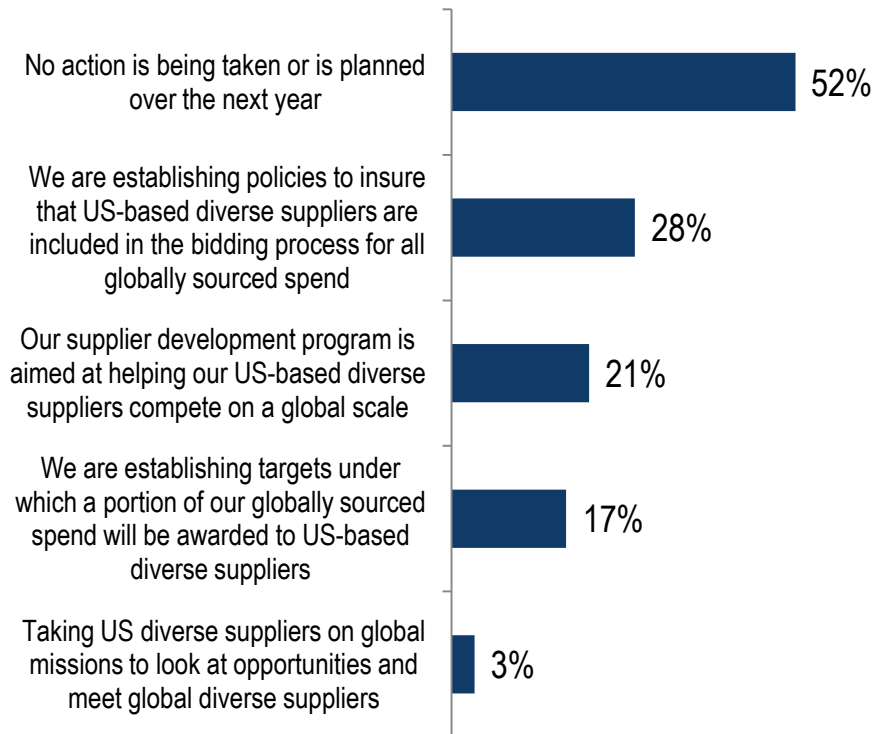 No action is being taken or is planned
over the next year
52%
We are establishing policies to insure
that US-based diverse suppliers are
included in the bidding process for all
globally sourced spend
28%
Our supplier development program is
aimed at helping our US-based diverse
suppliers compete on a global scale
21%
We are establishing targets under
which a portion of our globally sourced
spend will be awarded to US-based
diverse suppliers
17%
Taking US diverse suppliers on global
missions to look at opportunities and
meet global diverse suppliers
3%